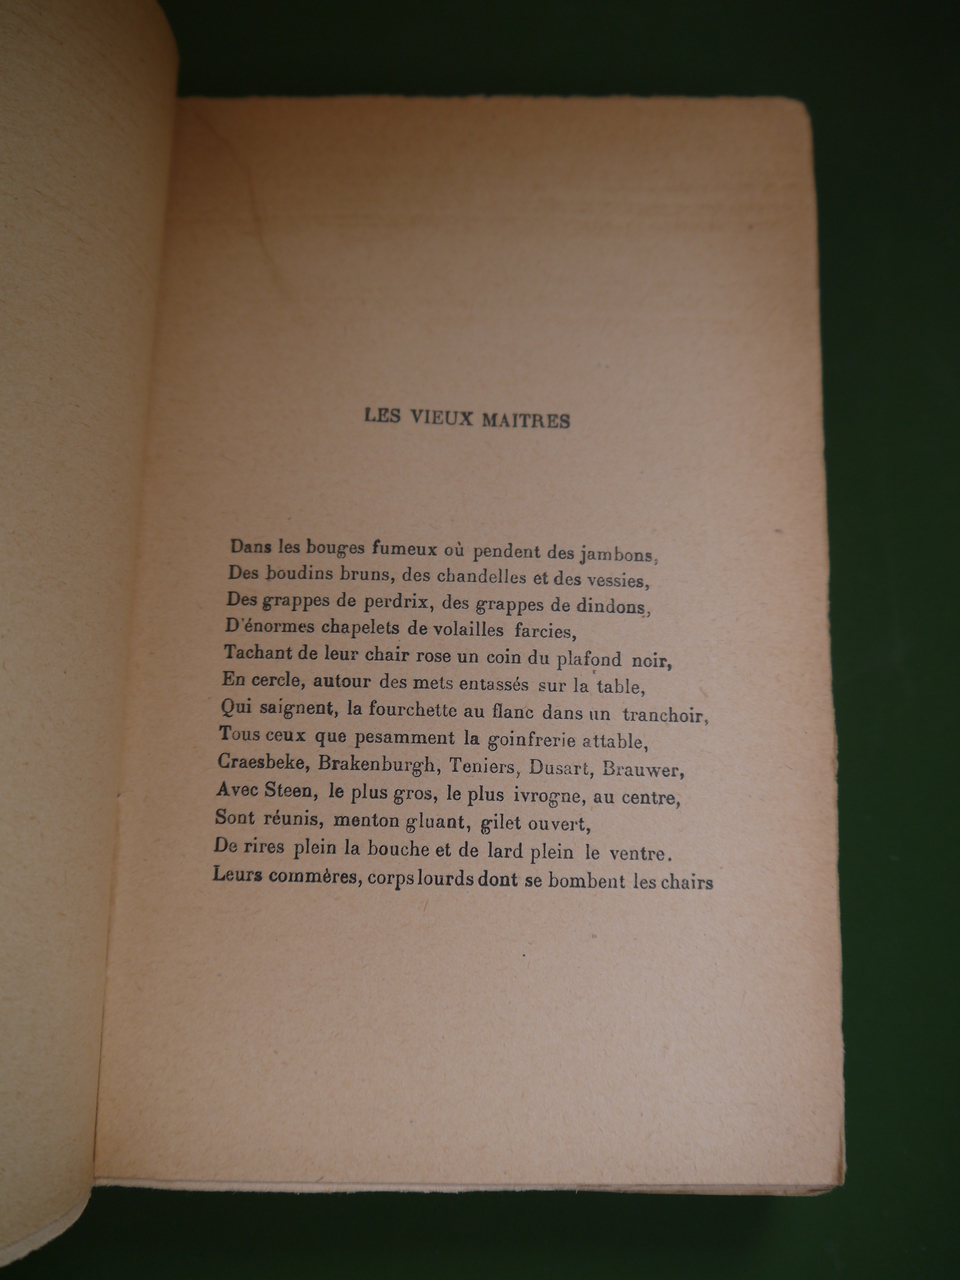 LES VIEUX MAITRES
Dans les bouges fumeux où pendent des jambons,
Des boudins bruns, des chandelles et des vessies,
Des grappes de perdrix, des grappes de dindons,
D'énormes chapelets de volailles farcies,
Tachant de leur chair rose un coin du plafond noir,
En cercle, autour des mets entassés sur la table,
Qui saignent, la fourchette au flanc dans un tranchoir,
Tous ceux que pesamment la goinfrerie attable,
Craesbeke, Brakenburgh, Teniers, Dusart, Brauwer,
Avec Steen, le plus gros, le plus ivrogne, au centre,
Sont réunis, menton gluant, gilet ouvert,
De rires plein la bouche et de lard plein le ventre.
Leurs commères, corps lourds dont se bombent les chairs